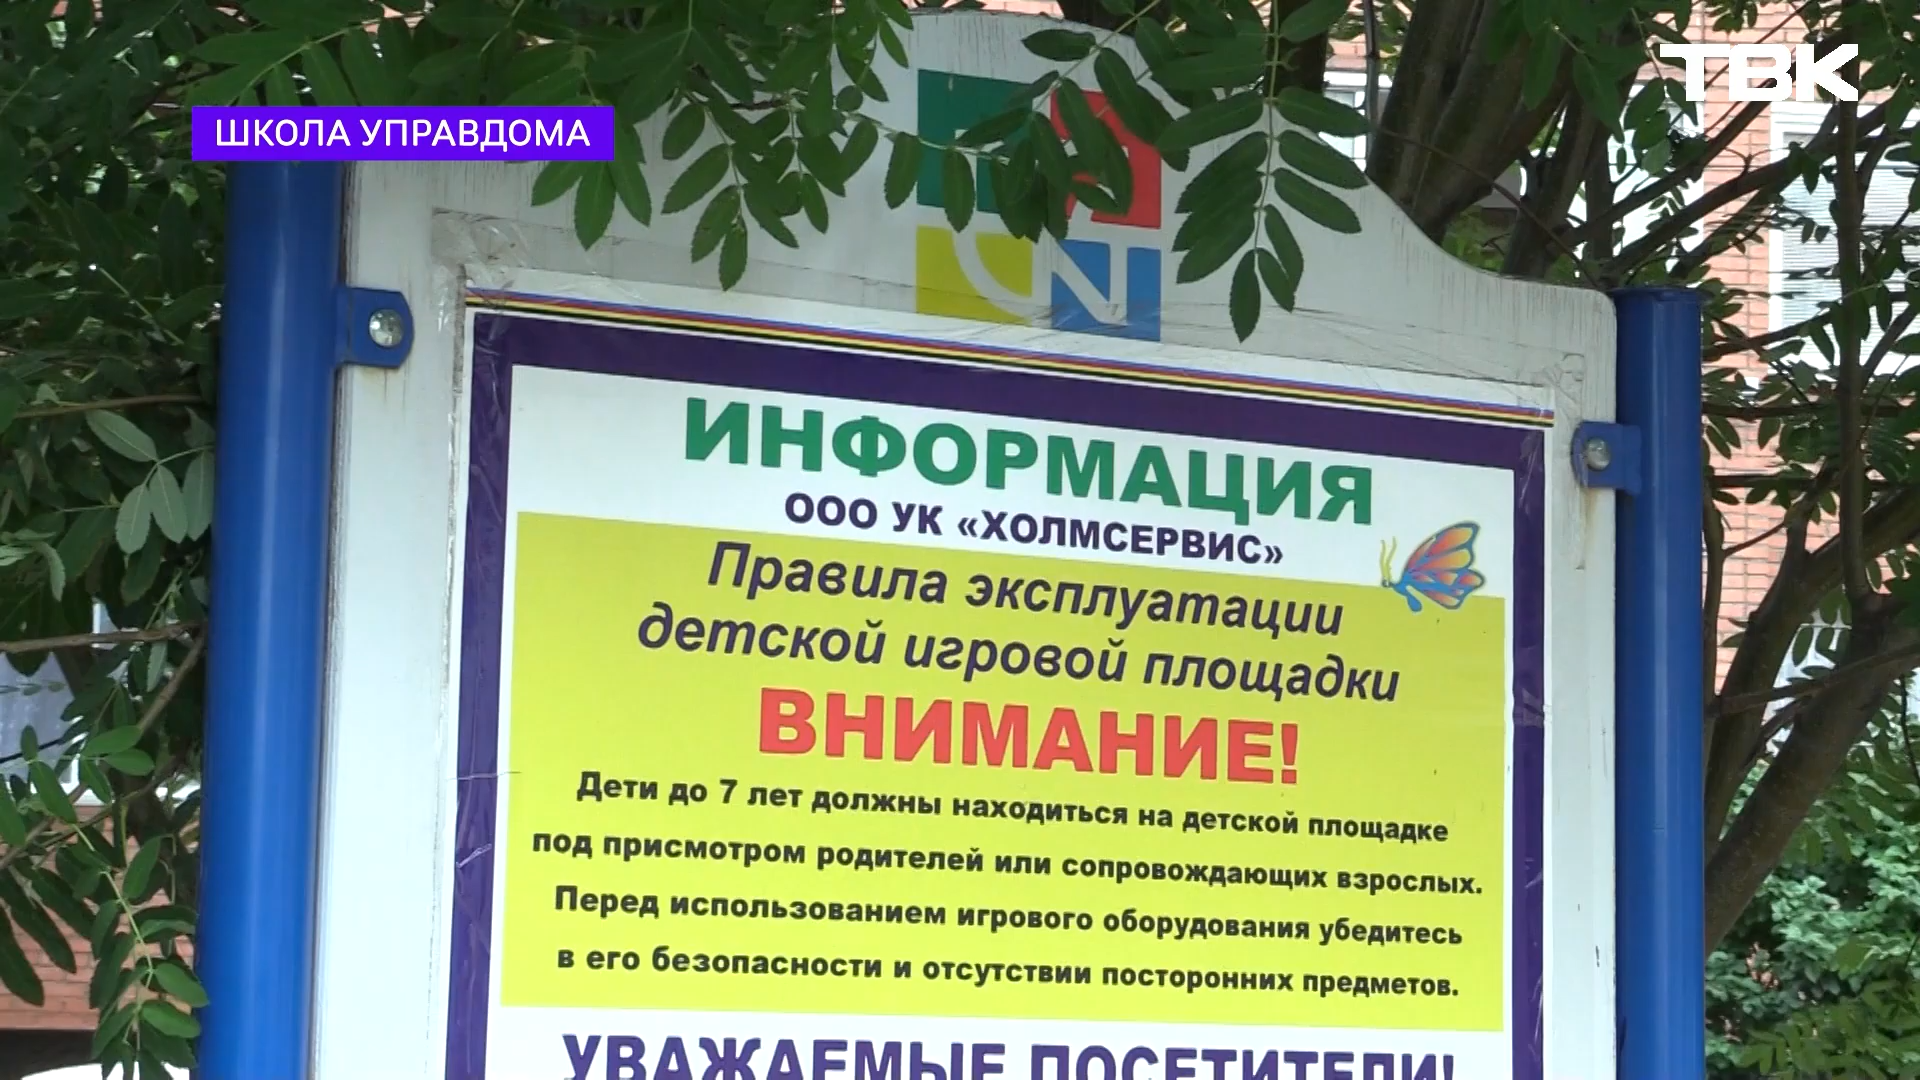 ТВК
ШКОЛА УПРАВДОМА
ИНФОРМАЦИЯ
ООО УК «ХОЛМСЕРВИС»
Правила эксплуатации
детской игровой площадки
ВНИМАНИЕ!
Дети до 7 лет должны находиться на детской площадке
под присмотром родителей или сопровождающих взрослых.
Перед использованием игрового оборудования убедитесь
в его безопасности и отсутствии посторонних предметов.
УВАЖАЕМЫЕ ПОСЕТИТЕЛИ!